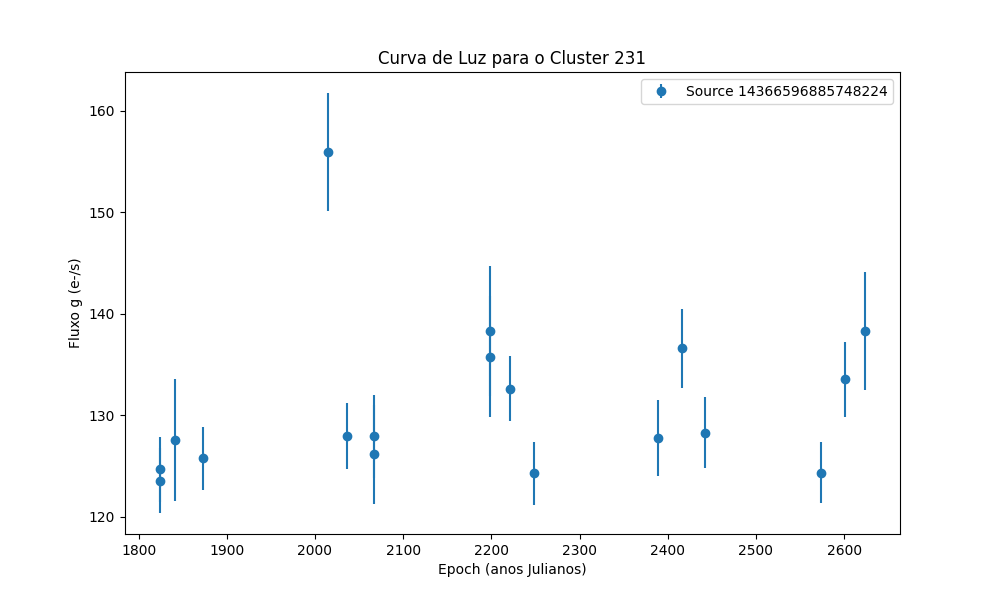 Curva de Luz para o Cluster 231
Source 14366596885748224
160
150
140
130
120
Fluxo g (e-/s)
1800 1900 2000 2100 2200 2300 2400 2500 2600
Epoch (anos Julianos)